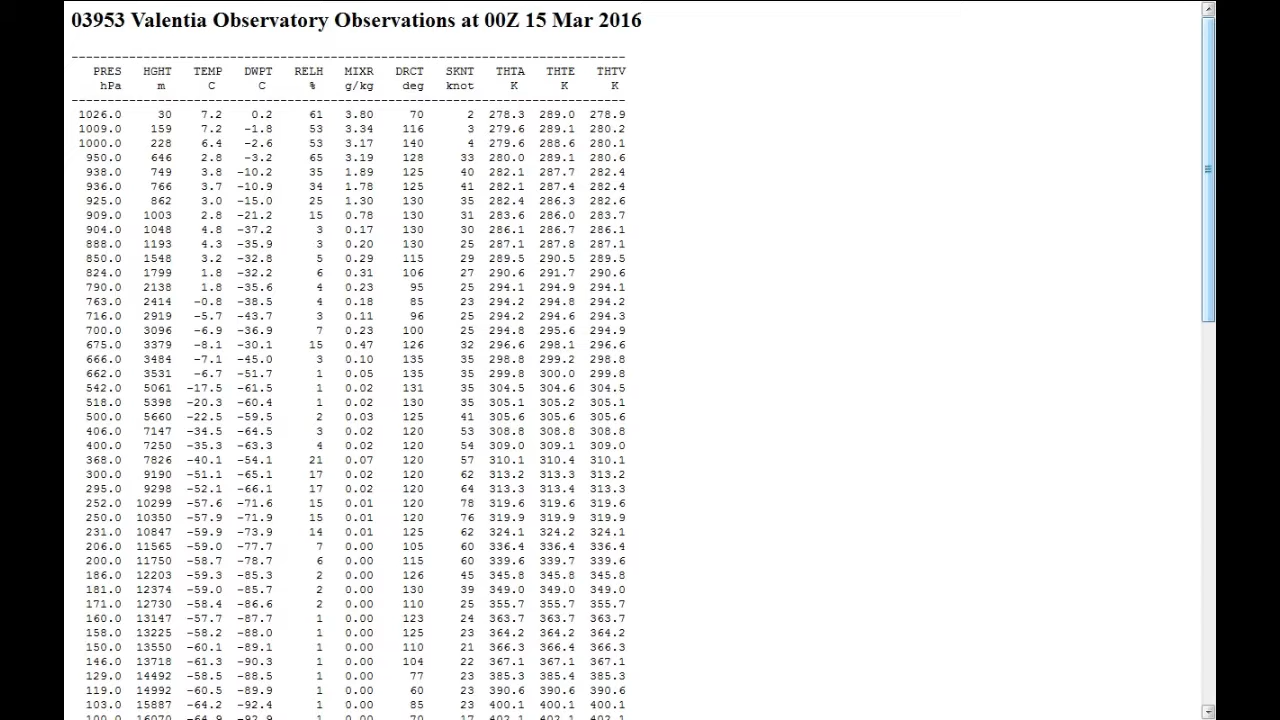 03953 Valentia Observatory Observations at 00Z 15 Mar 2016
-----------------------------------------------------------------------------
PRES HGHT TEMP DWPT RELH MIXR DRCT SKNT THTA THTE THTV
hPa m C C % g/kg deg knot K K K
-----------------------------------------------------------------------------
1026.0 30 7.2 0.2 61 3.80 70 2 278.3 289.0 278.9
1009.0 159 7.2 -1.8 53 3.34 116 3 279.6 289.1 280.2
1000.0 228 6.4 -2.6 53 3.17 140 4 279.6 288.6 280.1
950.0 646 2.8 -3.2 65 3.19 128 33 280.0 289.1 280.6
938.0 749 3.8 -10.2 35 1.89 125 40 282.1 287.7 282.4
936.0 766 3.7 -10.9 34 1.78 125 41 282.1 287.4 282.4
925.0 862 3.0 -15.0 25 1.30 130 35 282.4 286.3 282.6
909.0 1003 2.8 -21.2 15 0.78 130 31 283.6 286.0 283.7
904.0 1048 4.8 -37.2 3 0.17 130 30 286.1 286.7 286.1
888.0 1193 4.3 -35.9 3 0.20 130 25 287.1 287.8 287.1
850.0 1548 3.2 -32.8 5 0.29 115 29 289.5 290.5 289.5
824.0 1799 1.8 -32.2 6 0.31 106 27 290.6 291.7 290.6
790.0 2138 1.8 -35.6 4 0.23 95 25 294.1 294.9 294.1
763.0 2414 -0.8 -38.5 4 0.18 85 23 294.2 294.8 294.2
716.0 2919 -5.7 -43.7 3 0.11 96 25 294.2 294.6 294.3
700.0 3096 -6.9 -36.9 7 0.23 100 25 294.8 295.6 294.9
675.0 3379 -8.1 -30.1 15 0.47 126 32 296.6 298.1 296.6
666.0 3484 -7.1 -45.0 3 0.10 135 35 298.8 299.2 298.8
662.0 3531 -6.7 -51.7 1 0.05 135 35 299.8 300.0 299.8
542.0 5061 -17.5 -61.5 1 0.02 131 35 304.5 304.6 304.5
518.0 5398 -20.3 -60.4 1 0.02 130 35 305.1 305.2 305.1
500.0 5660 -22.5 -59.5 2 0.03 125 41 305.6 305.6 305.6
406.0 7147 -34.5 -64.5 3 0.02 120 53 308.8 308.8 308.8
400.0 7250 -35.3 -63.3 4 0.02 120 54 309.0 309.1 309.0
368.0 7826 -40.1 -54.1 21 0.07 120 57 310.1 310.4 310.1
300.0 9190 -51.1 -65.1 17 0.02 120 62 313.2 313.3 313.2
295.0 9298 -52.1 -66.1 17 0.02 120 64 313.3 313.4 313.3
252.0 10299 -57.6 -71.6 15 0.01 120 78 319.6 319.6 319.6
250.0 10350 -57.9 -71.9 15 0.01 120 76 319.9 319.9 319.9
231.0 10847 -59.9 -73.9 14 0.01 125 62 324.1 324.2 324.1
206.0 11565 -59.0 -77.7 7 0.00 105 60 336.4 336.4 336.4
200.0 11750 -58.7 -78.7 6 0.00 115 60 339.6 339.7 339.6
186.0 12203 -59.3 -85.3 2 0.00 126 45 345.8 345.8 345.8
181.0 12374 -59.0 -85.7 2 0.00 130 39 349.0 349.0 349.0
171.0 12730 -58.4 -86.6 2 0.00 110 25 355.7 355.7 355.7
160.0 13147 -57.7 -87.7 1 0.00 123 24 363.7 363.7 363.7
158.0 13225 -58.2 -88.0 1 0.00 125 23 364.2 364.2 364.2
150.0 13550 -60.1 -89.1 1 0.00 110 21 366.3 366.4 366.3
146.0 13718 -61.3 -90.3 1 0.00 104 22 367.1 367.1 367.1
129.0 14492 -58.5 -88.5 1 0.00 77 23 385.3 385.4 385.3
119.0 14992 -60.5 -89.9 1 0.00 60 23 390.6 390.6 390.6
103.0 15887 -64.2 -92.4 1 0.00 85 23 400.1 400.1 400.1
100.0 16070 -64.9 -92.9 1 0.00 70 17 402.1 402.1 402.1